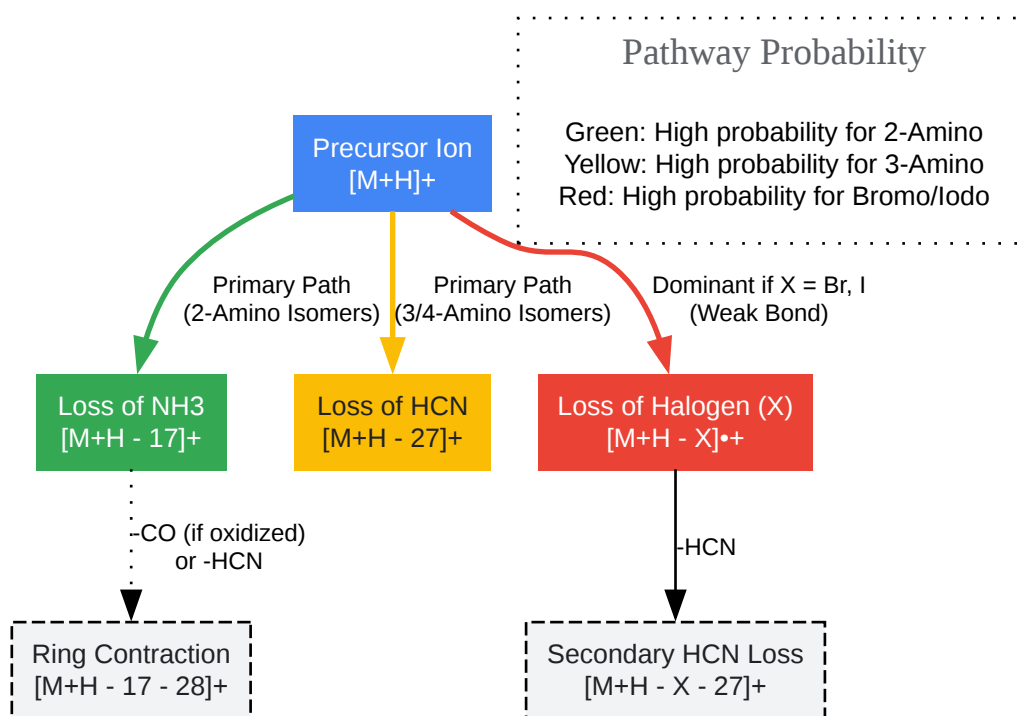 Pathway Probability
Green: High probability for 2-Amino
Yellow: High probability for 3-Amino
Red: High probability for Bromo/Iodo
Precursor Ion
[M+H]+
Primary Path
(2-Amino Isomers)
Primary Path
(3/4-Amino Isomers)
Dominant if X = Br, I
(Weak Bond)
Loss of NH3
[M+H - 17]+
Loss of HCN
[M+H - 27]+
Loss of Halogen (X)
[M+H - X]•+
-CO (if oxidized)
or -HCN
-HCN
Ring Contraction
[M+H - 17 - 28]+
Secondary HCN Loss
[M+H - X - 27]+